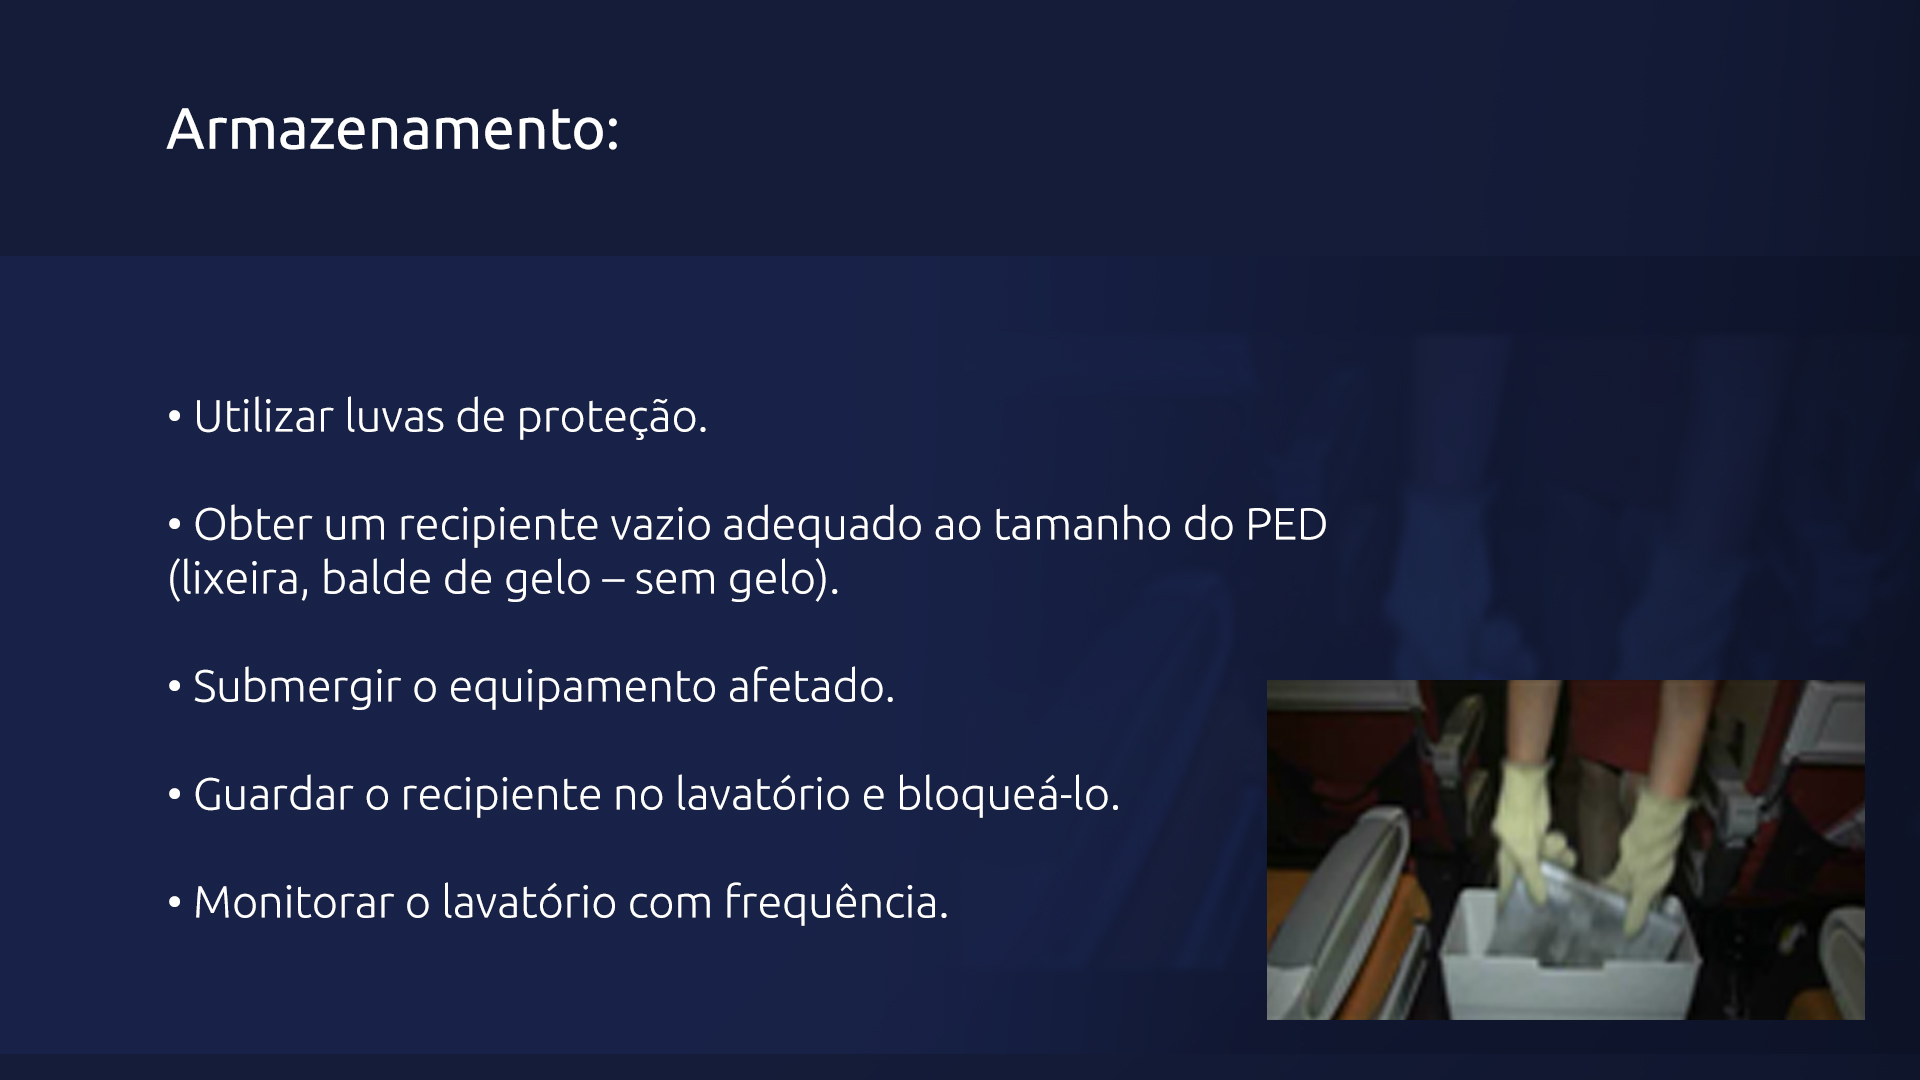 Armazenamento:
• Utilizar luvas de proteção.
• Obter um recipiente vazio adequado ao tamanho do PED
(lixeira, balde de gelo – sem gelo).
• Submergir o equipamento afetado.
• Guardar o recipiente no lavatório e bloqueá-lo.
• Monitorar o lavatório com frequência.